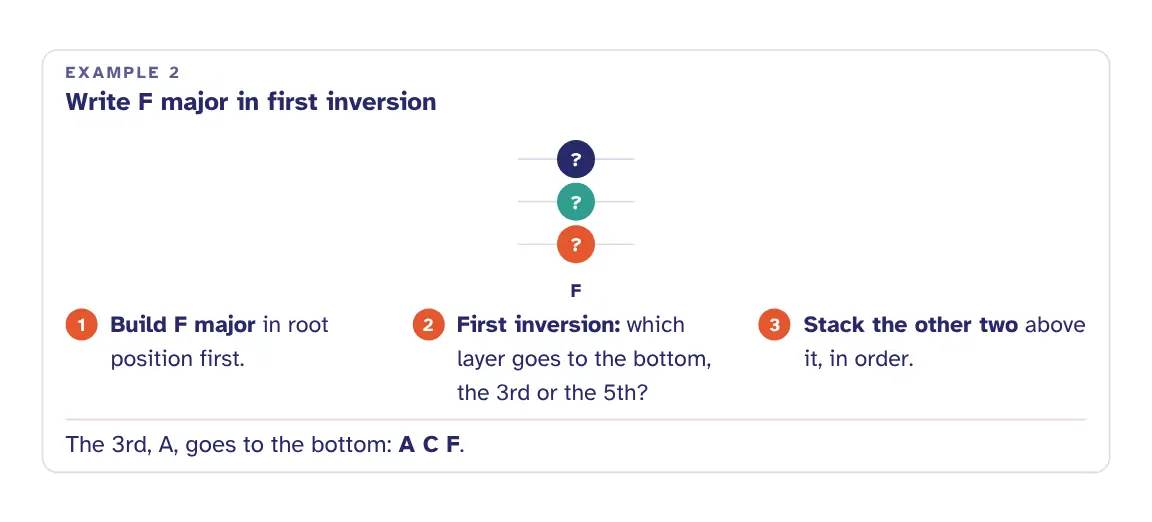 EXAMPLE 2
Write F major in first inversion
?
?
?
F
1 Build F major in root
position first.
2 First inversion: which
layer goes to the bottom,
the 3rd or the 5th?
3 Stack the other two above
it, in order.
The 3rd, A, goes to the bottom: A C F.